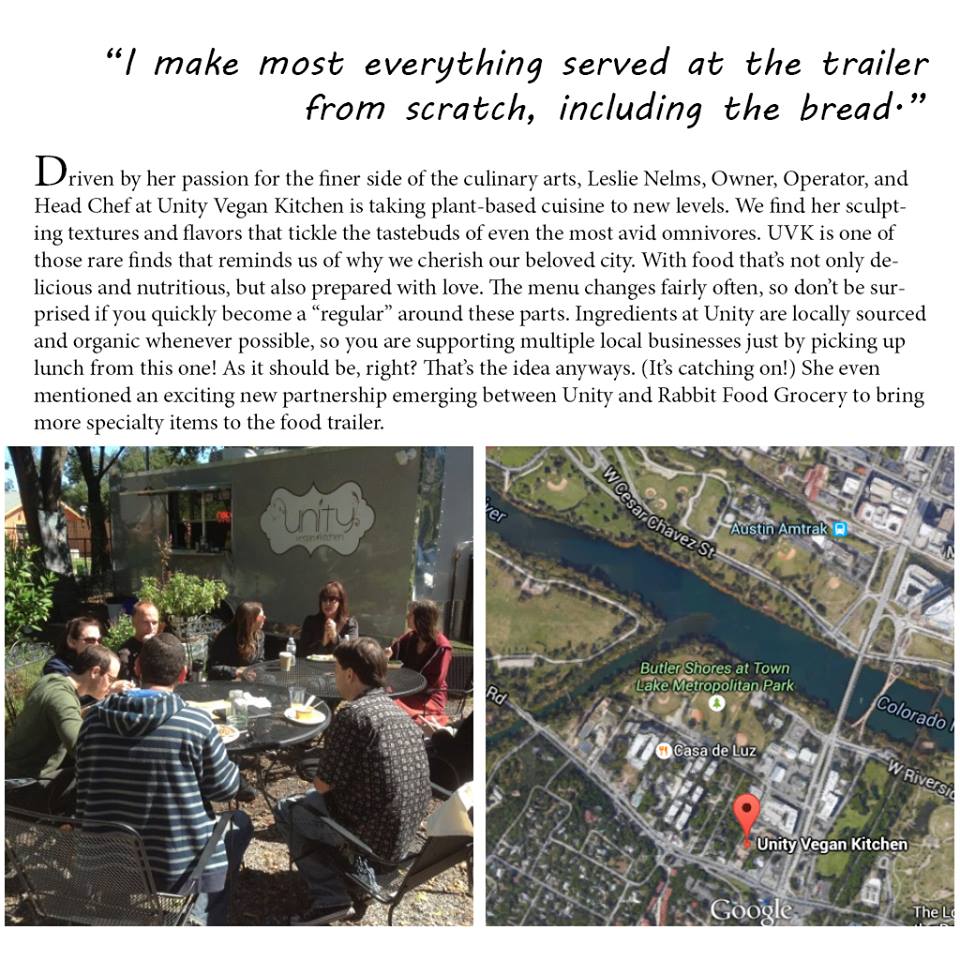 “I make most everything served at the trailer
from scratch, including the bread.”
Driven by her passion for the finer side of the culinary arts, Leslie Nelms, Owner, Operator, and
Head Chef at Unity Vegan Kitchen is taking plant-based cuisine to new levels. We find her sculpt-
ing textures and flavors that tickle the tastebuds of even the most avid omnivores. UVK is one of
those rare finds that reminds us of why we cherish our beloved city. With food that’s not only de-
licious and nutritious, but also prepared with love. The menu changes fairly often, so don’t be sur-
prised if you quickly become a “regular” around these parts. Ingredients at Unity are locally sourced
and organic whenever possible, so you are supporting multiple local businesses just by picking up
lunch from this one! As it should be, right? That’s the idea anyways. (It’s catching on!) She even
mentioned an exciting new partnership emerging between Unity and Rabbit Food Grocery to bring
more specialty items to the food trailer.
unity
vegan kitchen
iver
W Cesar Chavez St
Austin Amtrak
Butler Shores at Town
Lake Metropolitan Park
Rd
Colorado
Casa de Luz
W Riversid
Unity Vegan Kitchen
Google
The Lo